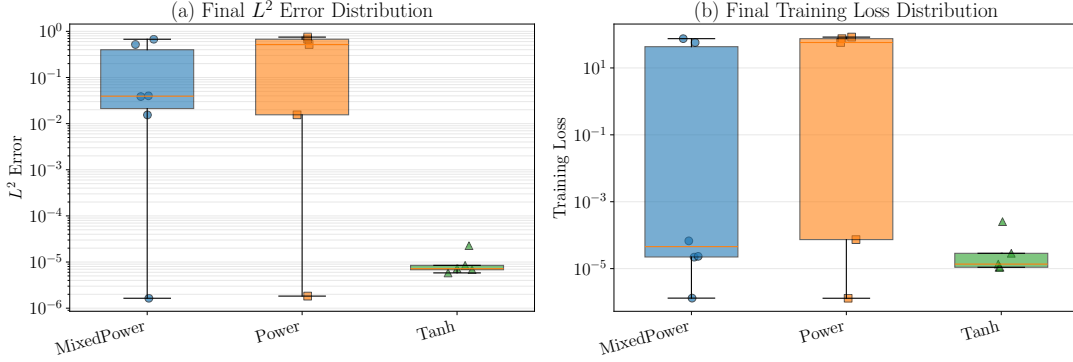 (a) Final L² Error Distribution
L² Error
10⁰
10⁻¹
10⁻²
10⁻³
10⁻⁴
10⁻⁵
10⁻⁶
MixedPower
Power
Tanh
(b) Final Training Loss Distribution
Training Loss
10¹
10⁻¹
10⁻³
10⁻⁵
MixedPower
Power
Tanh